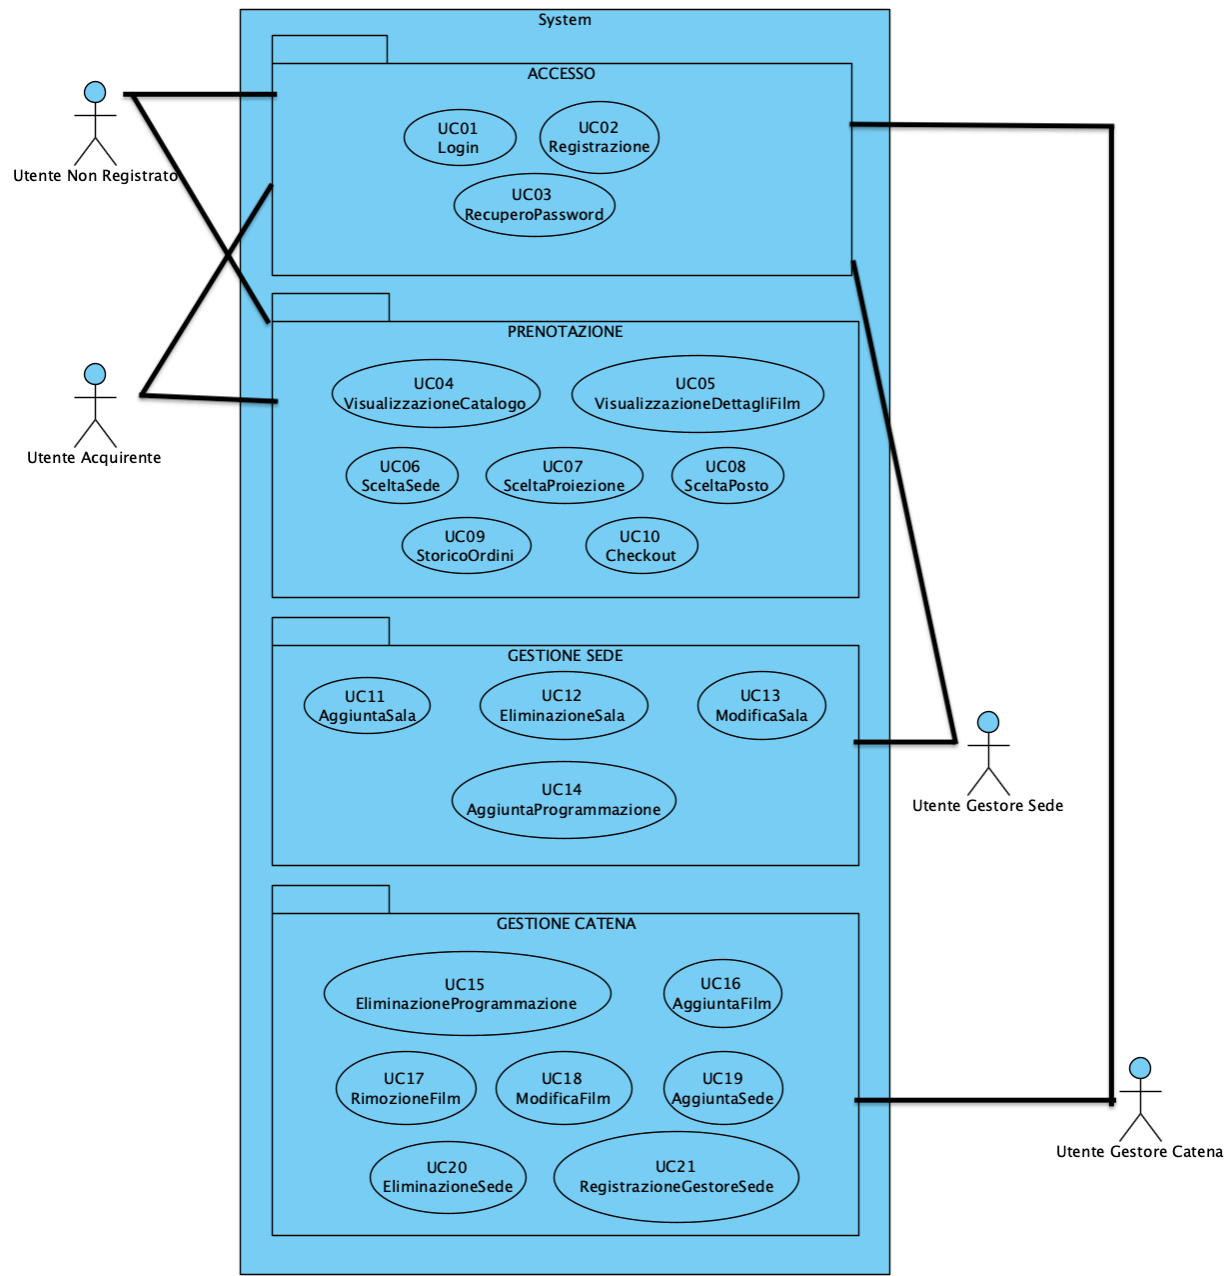 System
ACCESSO
UC01
Login
UC02
Registrazione
UC03
RecuperoPassword
Utente Non Registrato
PRENOTAZIONE
UC04
VisualizzazioneCatalogo
UC05
VisualizzazioneDettagliFilm
Utente Acquirente
UC06
SceltaSede
UC07
SceltaProiezione
UC08
SceltaPosto
UC09
StoricoOrdini
UC10
Checkout
GESTIONE SEDE
UC11
AggiuntaSala
UC12
EliminazioneSala
UC13
ModificaSala
UC14
AggiuntaProgrammazione
Utente Gestore Sede
GESTIONE CATENA
UC15
EliminazioneProgrammazione
UC16
AggiuntaFilm
UC17
RimozioneFilm
UC18
ModificaFilm
UC19
AggiuntaSede
UC20
EliminazioneSede
UC21
RegistrazioneGestoreSede
Utente Gestore Catena